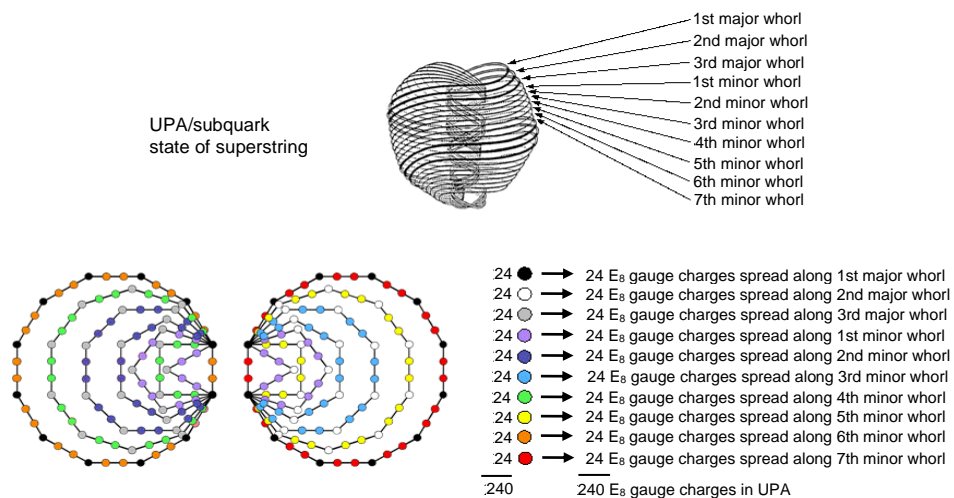 1st major whorl
2nd major whorl
3rd major whorl
1st minor whorl
2nd minor whorl
3rd minor whorl
4th minor whorl
5th minor whorl
6th minor whorl
7th minor whorl
UPA/subquark
state of superstring
24 24 E₈ gauge charges spread along 1st major whorl
24 24 E₈ gauge charges spread along 2nd major whorl
24 24 E₈ gauge charges spread along 3rd major whorl
24 24 E₈ gauge charges spread along 1st minor whorl
24 24 E₈ gauge charges spread along 2nd minor whorl
24 24 E₈ gauge charges spread along 3rd minor whorl
24 24 E₈ gauge charges spread along 4th minor whorl
24 24 E₈ gauge charges spread along 5th minor whorl
24 24 E₈ gauge charges spread along 6th minor whorl
24 24 E₈ gauge charges spread along 7th minor whorl
240 240 E₈ gauge charges in UPA